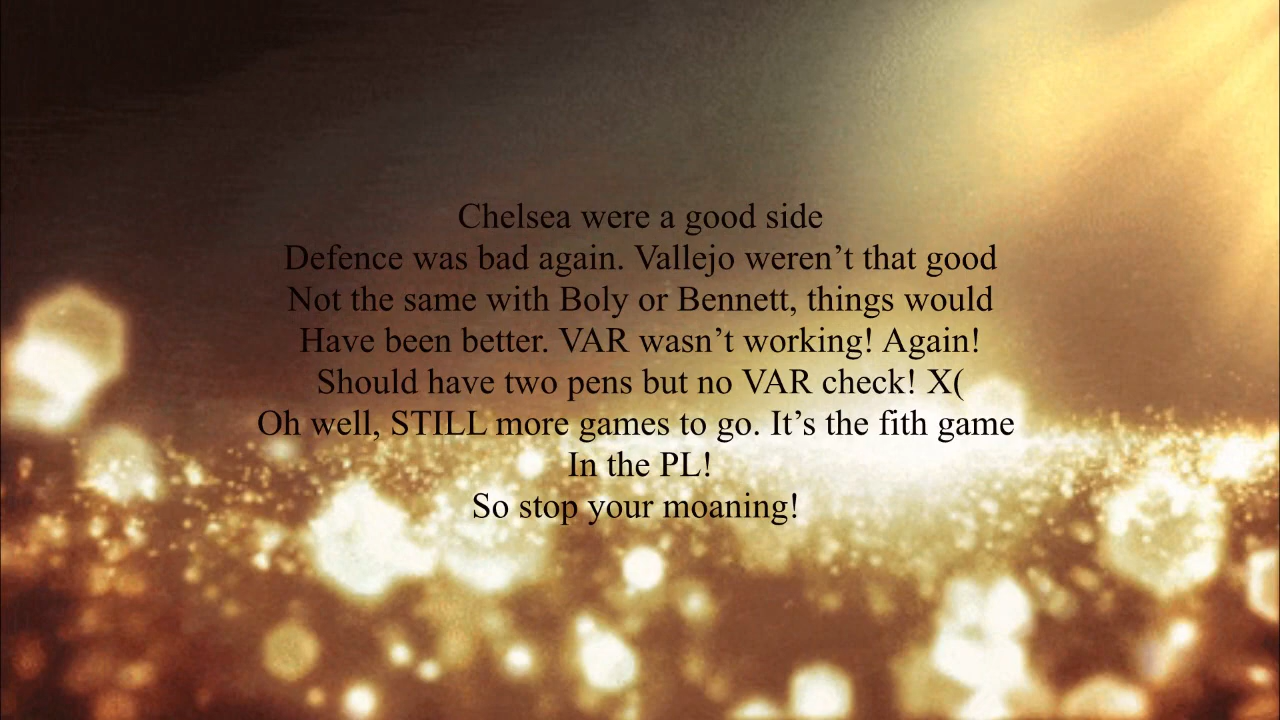 Chelsea were a good side
Defence was bad again. Vallejo weren’t that good
Not the same with Boly or Bennett, things would
Have been better. VAR wasn’t working! Again!
Should have two pens but no VAR check! X(
Oh well, STILL more games to go. It’s the fith game
In the PL!
So stop your moaning!